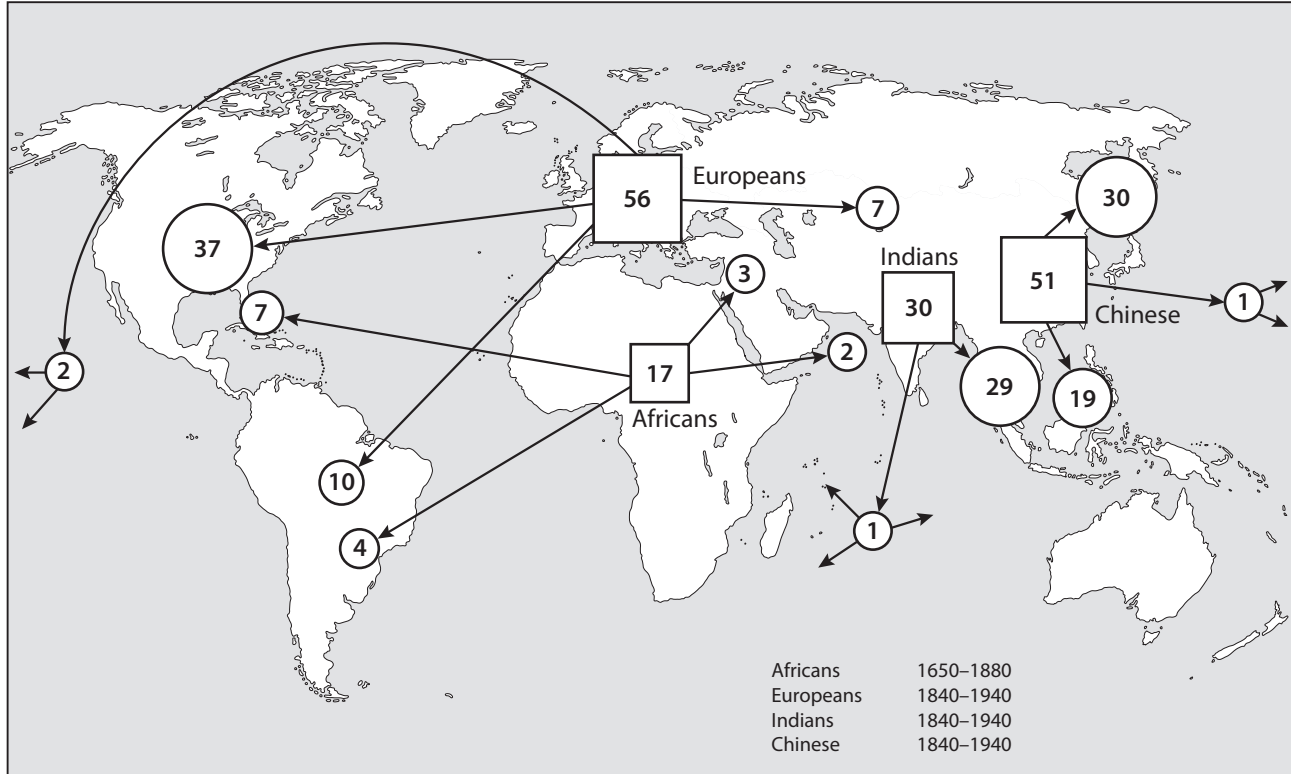 56
Europeans
7
30
37
Indians
3
51
30
1
7
Chinese
2
2
17
29
19
Africans
10
1
4
Africans 1650–1880
Europeans 1840–1940
Indians 1840–1940
Chinese 1840–1940